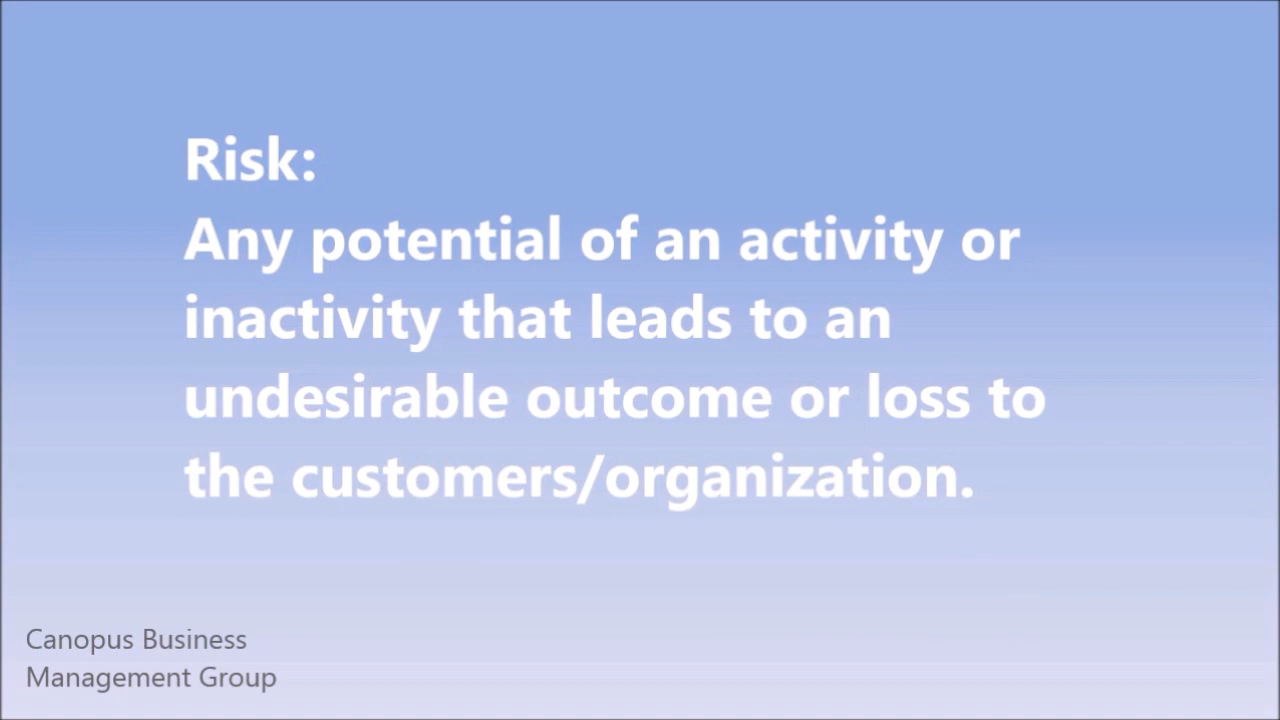 Risk:
Any potential of an activity or
inactivity that leads to an
undesirable outcome or loss to
the customers/organization.
Canopus Business
Management Group